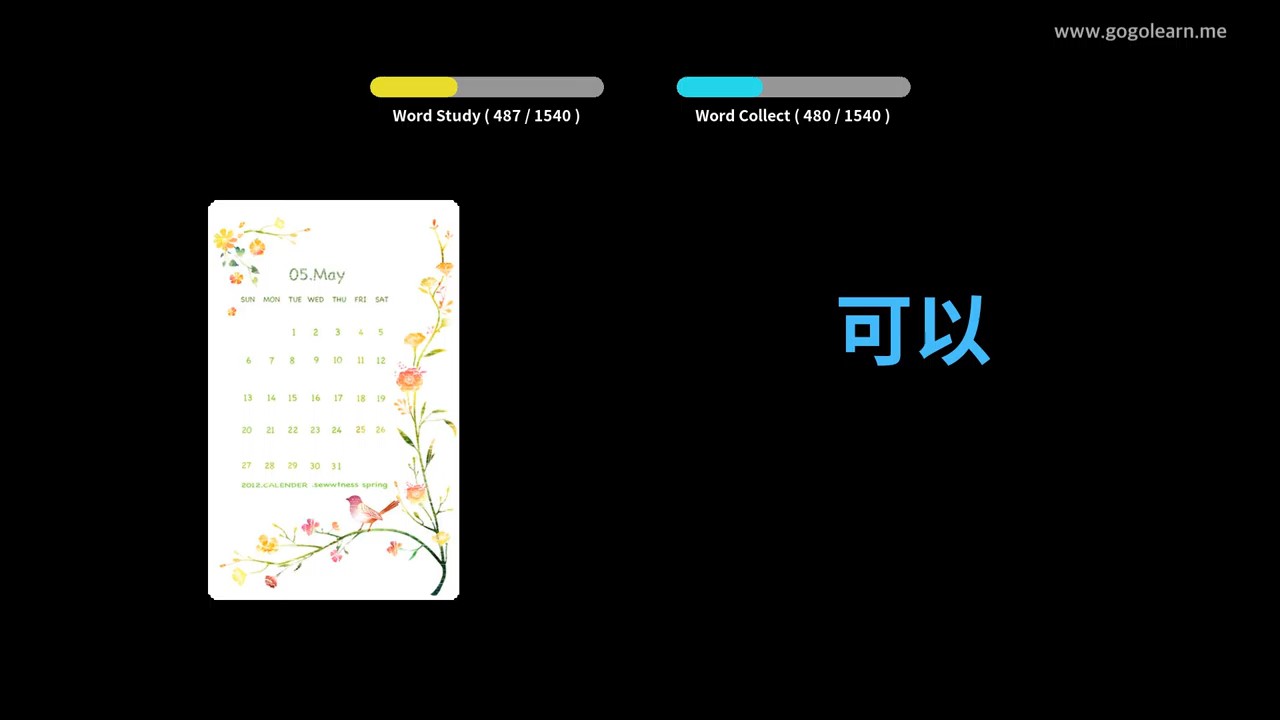 www.gogolearn.me
Word Study ( 487 / 1540 )
Word Collect ( 480 / 1540 )
05.May
SUN MON TUE WED THU FRI SAT
1 2 3 4 5
6 7 8 9 10 11 12
13 14 15 16 17 18 19
20 21 22 23 24 25 26
27 28 29 30 31
2012.CALENDER .sewwtness spring
可以